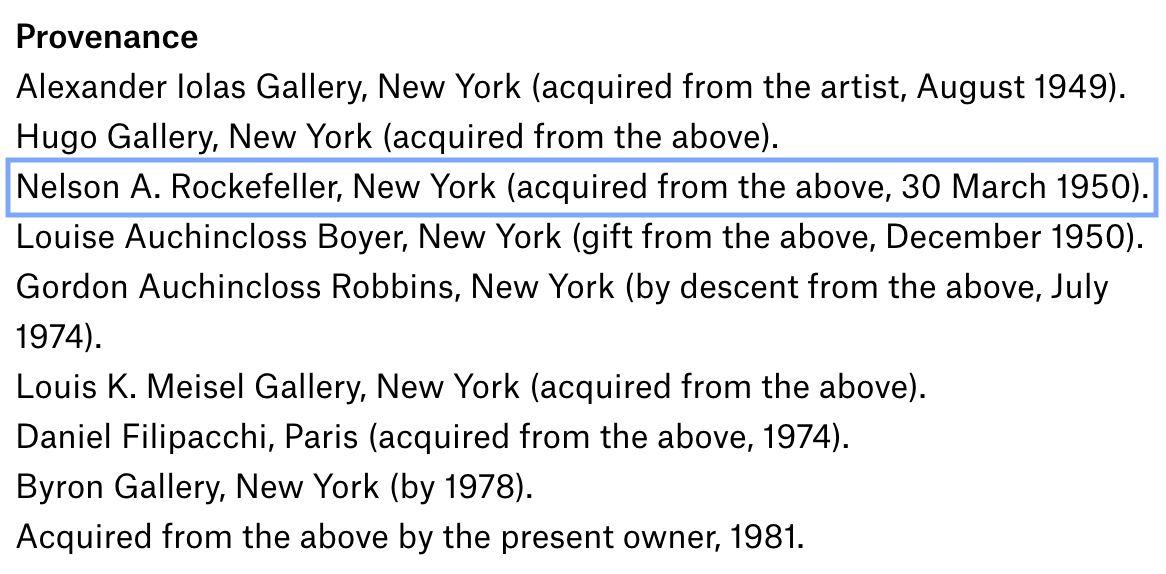 Provenance
Alexander Iolas Gallery, New York (acquired from the artist, August 1949).
Hugo Gallery, New York (acquired from the above).
Nelson A. Rockefeller, New York (acquired from the above, 30 March 1950).
Louise Auchincloss Boyer, New York (gift from the above, December 1950).
Gordon Auchincloss Robbins, New York (by descent from the above, July
1974).
Louis K. Meisel Gallery, New York (acquired from the above).
Daniel Filipacchi, Paris (acquired from the above, 1974).
Byron Gallery, New York (by 1978).
Acquired from the above by the present owner, 1981.